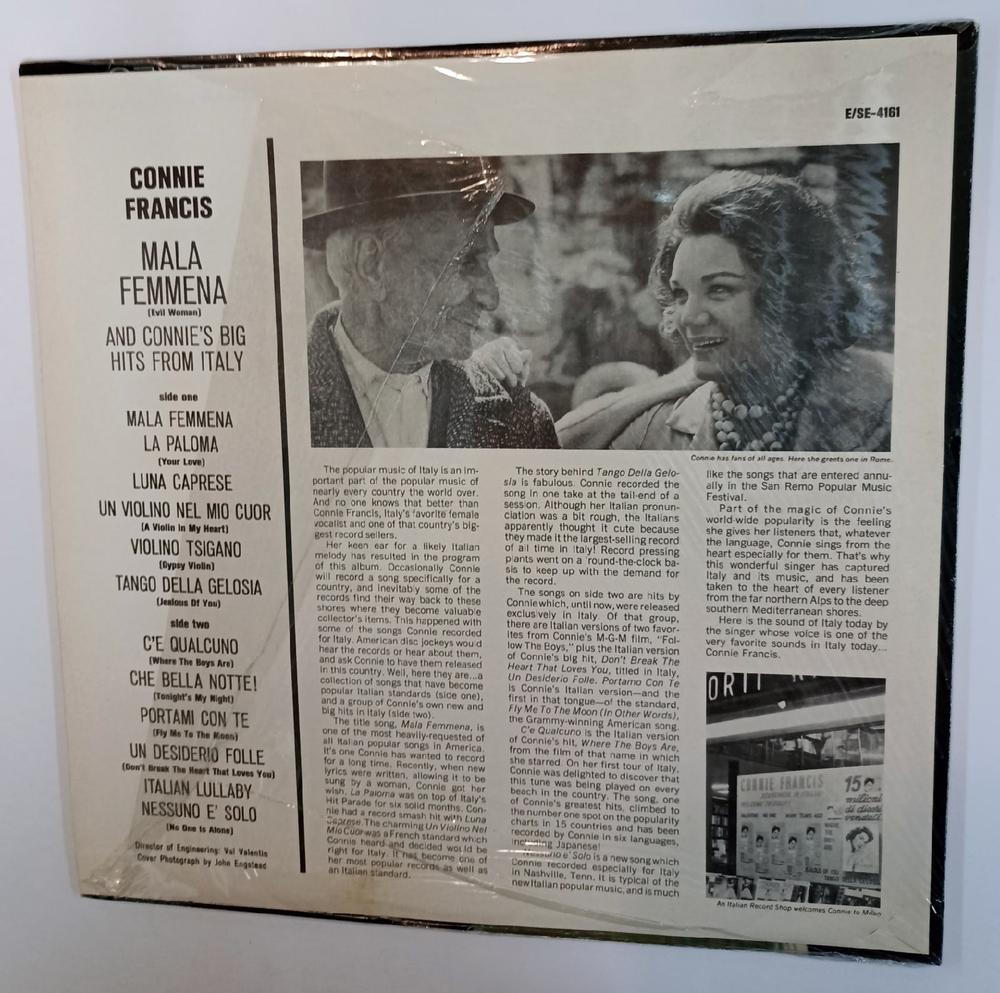 E/SE-4161
CONNIE
FRANCIS
MALA
FEMMENA
(Evil Woman)
AND CONNIE'S BIG
HITS FROM ITALY
side one
MALA FEMMENA
LA PALOMA
(Your Love)
LUNA CAPRESE
UN VIOLINO NEL MIO CUOR
(A Violin in My Heart)
VIOLINO TSIGANO
(Gypsy Violin)
TANGO DELLA GELOSIA
(Jealous Of You)
side two
C'E QUALCUNO
(Where The Boys Are)
CHE BELLA NOTTE!
(Tonight's My Night)
PORTAMI CON TE
(Fly Me To The Moon)
UN DESIDERIO FOLLE
(Don't Break The Heart That Loves You)
ITALIAN LULLABY
NESSUNO E' SOLO
(No One Is Alone)
Director of Engineering: Val Valentin
Cover Photograph by John Engstead
Connie has fans of all ages. Here she greets one in Rome.
The popular music of Italy is an im-
portant part of the popular music of
nearly every country the world over.
And no one knows that better than
Connie Francis, Italy's favorite female
vocalist and one of that country's big-
gest record sellers.
Her keen ear for a likely Italian
melody has resulted in the program
of this album. Occasionally Connie
will record a song specifically for a
country, and inevitably some of the
records find their way back to these
shores where they become valuable
collector's items. This happened with
some of the songs Connie recorded
for Italy. American disc jockeys would
hear the records or hear about them,
and ask Connie to have them released
in this country. Well, here they are...a
collection of songs that have become
popular Italian standards (side one),
and a group of Connie's own new and
big hits in Italy (side two).
The title song, Mala Femmena, is
one of the most heavily-requested of
all Italian popular songs in America.
It's one Connie has wanted to record
for a long time. Recently, when new
lyrics were written, allowing it to be
sung by a woman, Connie got her
wish. La Paloma was on top of Italy's
Hit Parade for six solid months. Con-
nie had a record smash hit with Luna
Caprese. The charming Un Violino Nel
Mio Cuor was a French standard which
Connie heard and decided would be
right for Italy. It has become one of
her most popular records as well as
an Italian standard.
The story behind Tango Della Gelo-
sia is fabulous. Connie recorded the
song in one take at the tail-end of a
session. Although her Italian pronun-
ciation was a bit rough, the Italians
apparently thought it cute because
they made it the largest-selling record
of all time in Italy! Record pressing
plants went on a 'round-the-clock ba-
sis to keep up with the demand for
the record.
The songs on side two are hits by
Connie which, until now, were released
exclusively in Italy. Of that group,
there are Italian versions of two favor-
ites from Connie's M-G-M film, "Fol-
low The Boys," plus the Italian version
of Connie's big hit, Don't Break The
Heart That Loves You, titled in Italy,
Un Desiderio Folle. Portamo Con Te
is Connie's Italian version—and the
first in that tongue—of the standard,
Fly Me To The Moon (In Other Words),
the Grammy-winning American song.
C'e Qualcuno is the Italian version
of Connie's hit, Where The Boys Are,
from the film of that name in which
she starred. On her first tour of Italy,
Connie was delighted to discover that
this tune was being played on every
beach in the country. The song, one
of Connie's greatest hits, climbed to
the number one spot on the popularity
charts in 15 countries and has been
recorded by Connie in six languages,
including Japanese!
Nessuno e' Solo is a new song which
Connie recorded especially for Italy
in Nashville, Tenn. It is typical of the
new Italian popular music, and is much
like the songs that are entered annu-
ally in the San Remo Popular Music
Festival.
Part of the magic of Connie's
world-wide popularity is the feeling
she gives her listeners that, whatever
the language, Connie sings from the
heart especially for them. That's why
this wonderful singer has captured
Italy and its music, and has been
taken to the heart of every listener
from the far northern Alps to the deep
southern Mediterranean shores.
Here is the sound of Italy today by
the singer whose voice is one of the
very favorite sounds in Italy today...
Connie Francis.
CONNIE FRANCIS
15
milioni
di dischi
venduti
An Italian Record Shop welcomes Connie to Milan